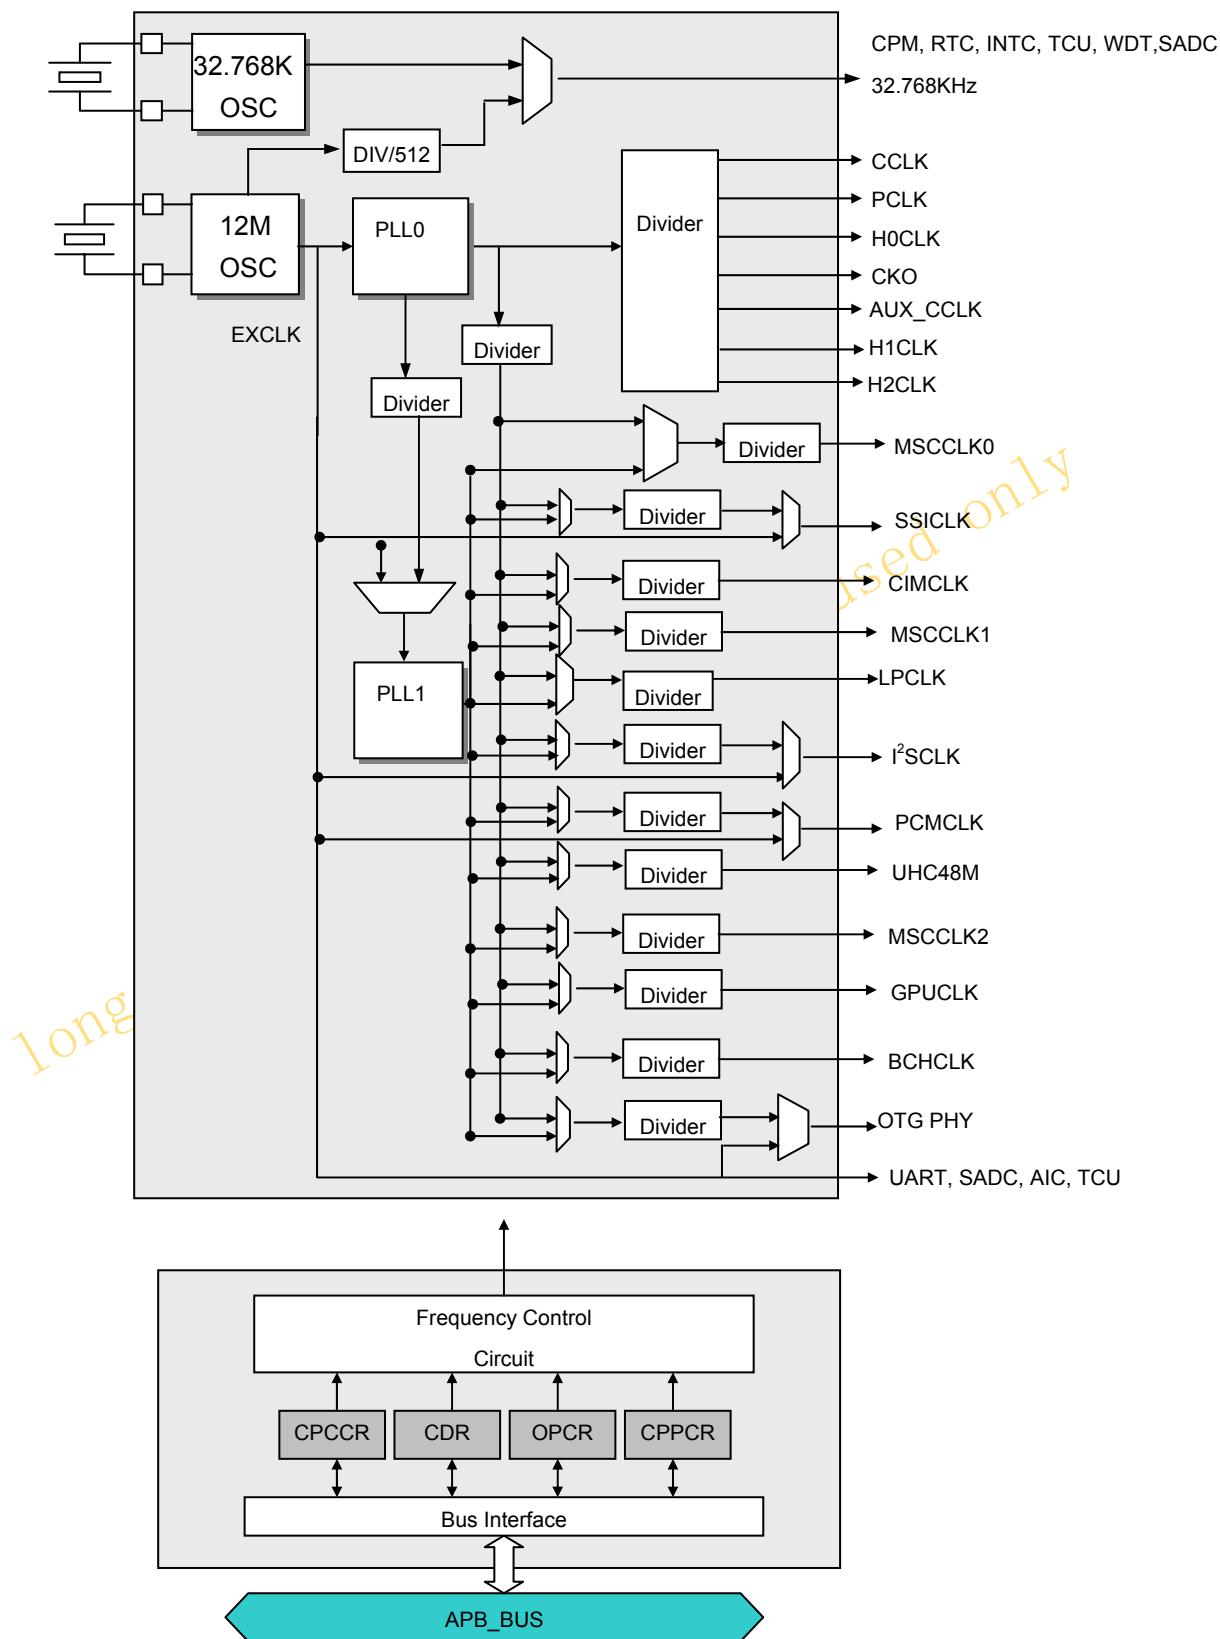 CPM, RTC, INTC, TCU, WDT,SADC
32.768K
OSC
32.768KHz
DIV/512
CCLK
PCLK
12M
OSC
PLL0
Divider
H0CLK
CKO
AUX_CCLK
EXCLK
Divider
H1CLK
H2CLK
Divider
Divider
MSCCLK0
Divider
SSICLK
used only
Divider
CIMCLK
Divider
MSCCLK1
PLL1
Divider
LPCLK
Divider
I²SCLK
Divider
PCMCLK
Divider
UHC48M
Divider
MSCCLK2
Divider
GPUCLK
long
Divider
BCHCLK
Divider
OTG PHY
UART, SADC, AIC, TCU
Frequency Control
Circuit
CPCCR
CDR
OPCR
CPPCR
Bus Interface
APB_BUS